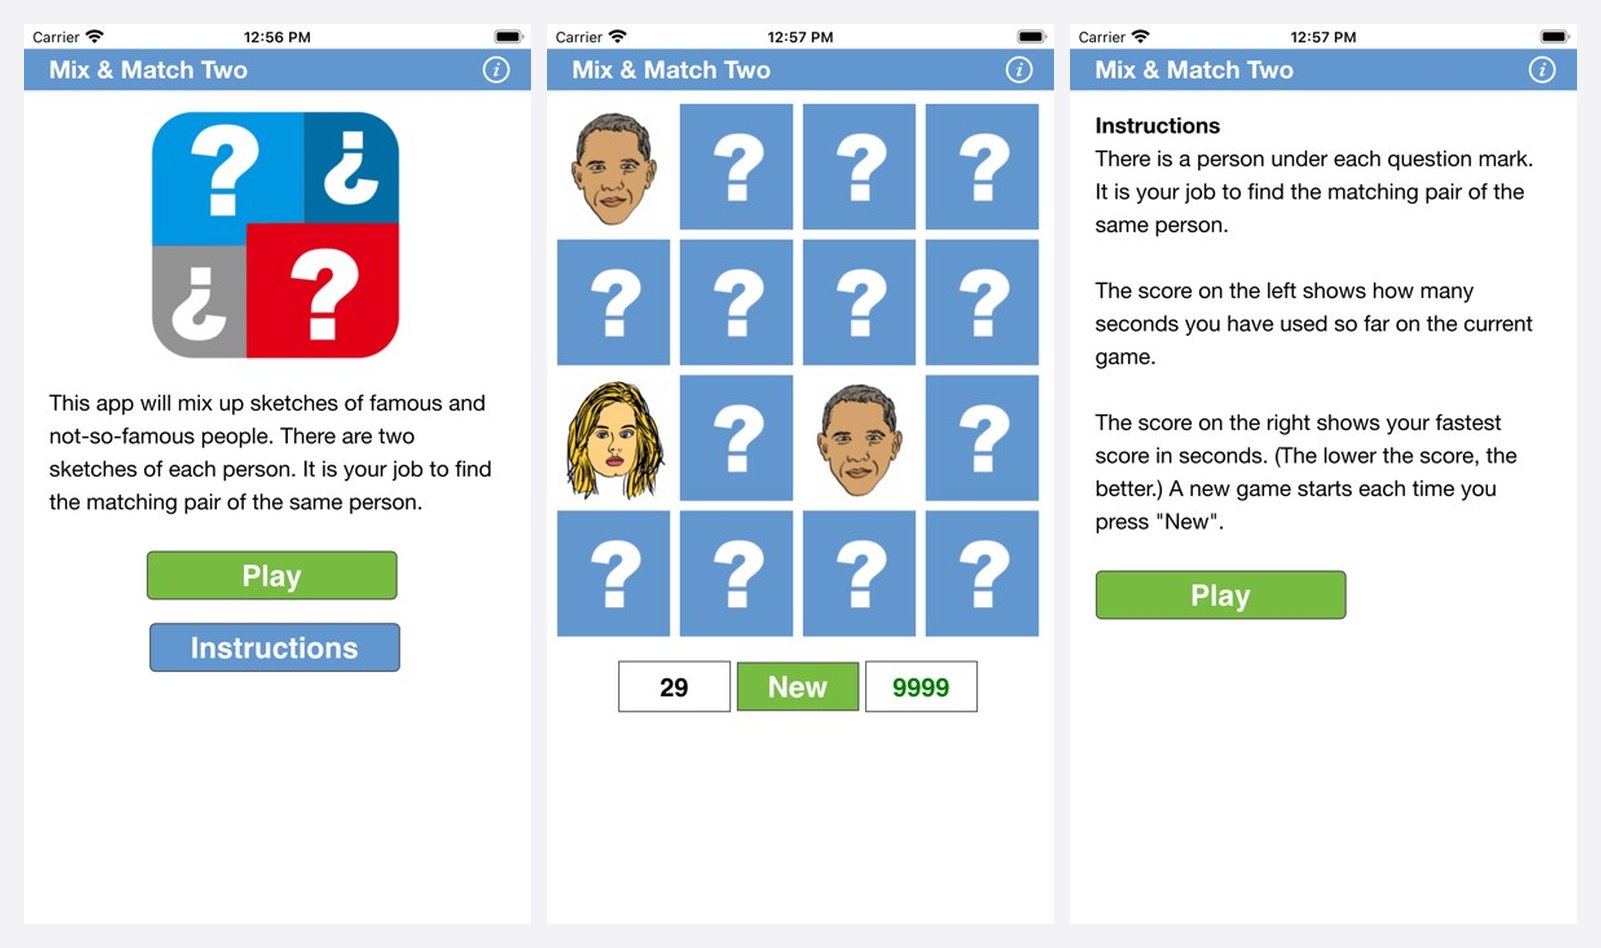 Carrier 12:56 PM
Mix & Match Two i
? ¿
¿ ?
This app will mix up sketches of famous and
not-so-famous people. There are two
sketches of each person. It is your job to find
the matching pair of the same person.
Play
Instructions
Carrier 12:57 PM
Mix & Match Two i
? ? ?
? ? ? ?
? ?
? ? ? ?
29 New 9999
Carrier 12:57 PM
Mix & Match Two i
Instructions
There is a person under each question mark.
It is your job to find the matching pair of the
same person.
The score on the left shows how many
seconds you have used so far on the current
game.
The score on the right shows your fastest
score in seconds. (The lower the score, the
better.) A new game starts each time you
press "New".
Play